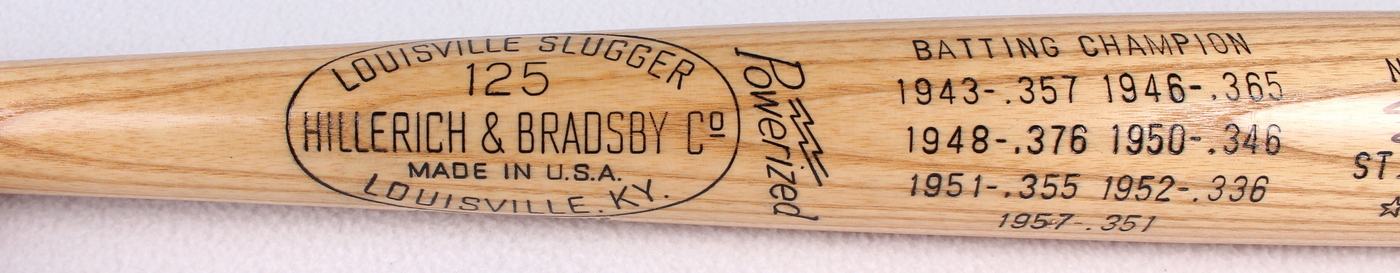 LOUISVILLE SLUGGER
125
HILLERICH & BRADSBY Cº
MADE IN U.S.A.
LOUISVILLE. KY.
Powerized
BATTING CHAMPION
1943-.357 1946-.365
1948-.376 1950-.346
1951-.355 1952-.336
1957-.351